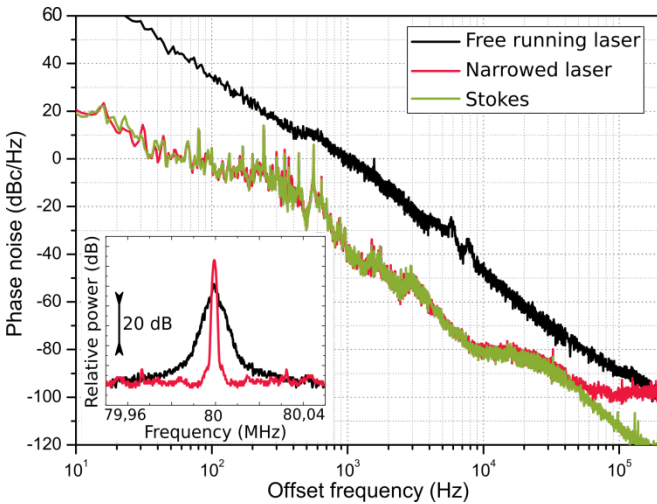 60
40
20
0
-20
-40
-60
-80
-100
-120
Phase noise (dBc/Hz)
Free running laser
Narrowed laser
Stokes
Relative power (dB)
20 dB
79,96
80
80,04
Frequency (MHz)
10¹
10²
10³
10⁴
10⁵
Offset frequency (Hz)